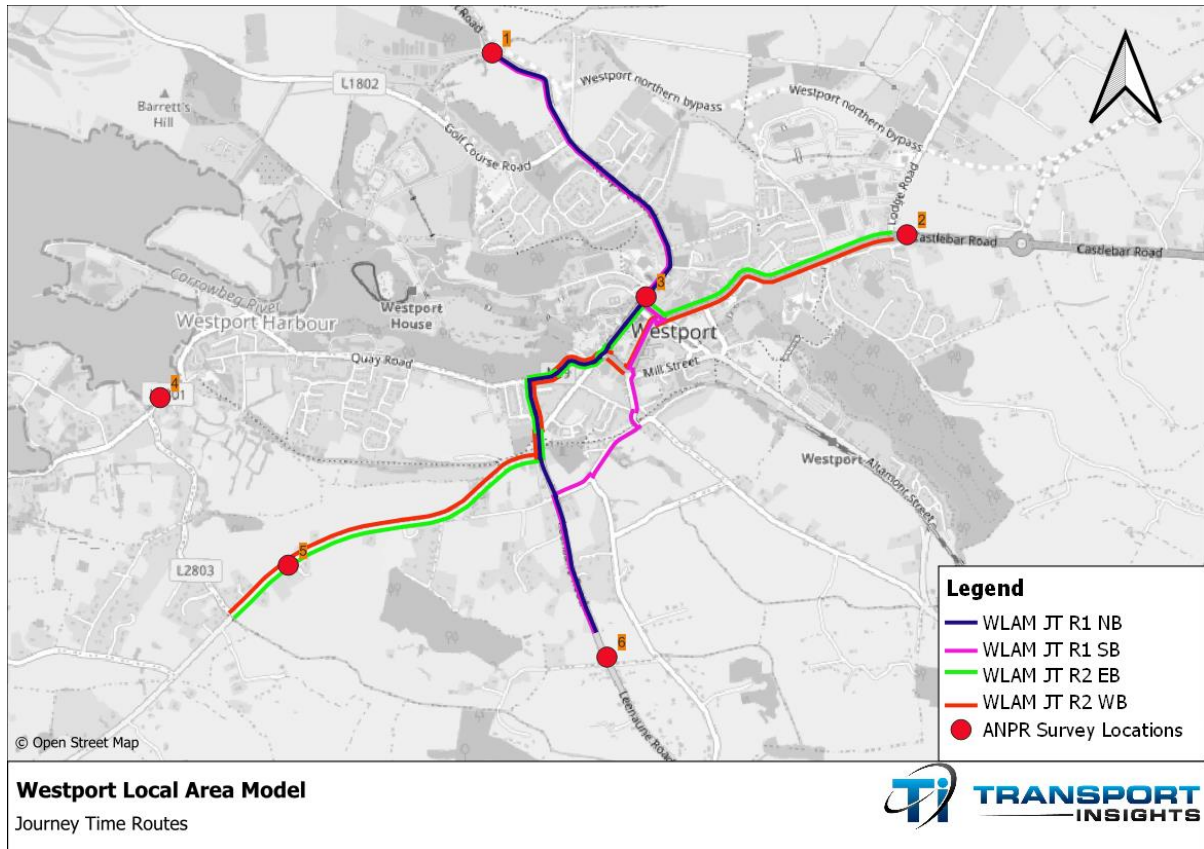 Road
1
L1802
Barrett's
Hill
Westport northern bypass
Westport northern bypass
Golf Course Road
Lodge Road
2
Castlebar Road
Castlebar Road
3
Carrowbeg River
Westport
House
Westport Harbour
Westport
Quay Road
Mill Street
4
Westport
Altamont Street
5
L2803
6
Leenaune Road
Legend
WLAM JT R1 NB
WLAM JT R1 SB
WLAM JT R2 EB
WLAM JT R2 WB
ANPR Survey Locations
© Open Street Map
Westport Local Area Model
Journey Time Routes
Ti TRANSPORT
INSIGHTS